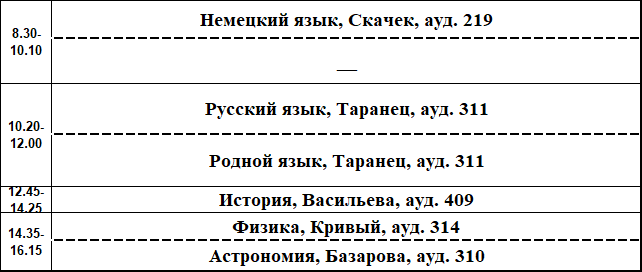 8.30-
10.10
Немецкий язык, Скачек, ауд. 219
—
10.20-
12.00
Русский язык, Таранец, ауд. 311
Родной язык, Таранец, ауд. 311
12.45-
14.25
История, Васильева, ауд. 409
14.35-
16.15
Физика, Кривый, ауд. 314
Астрономия, Базарова, ауд. 310